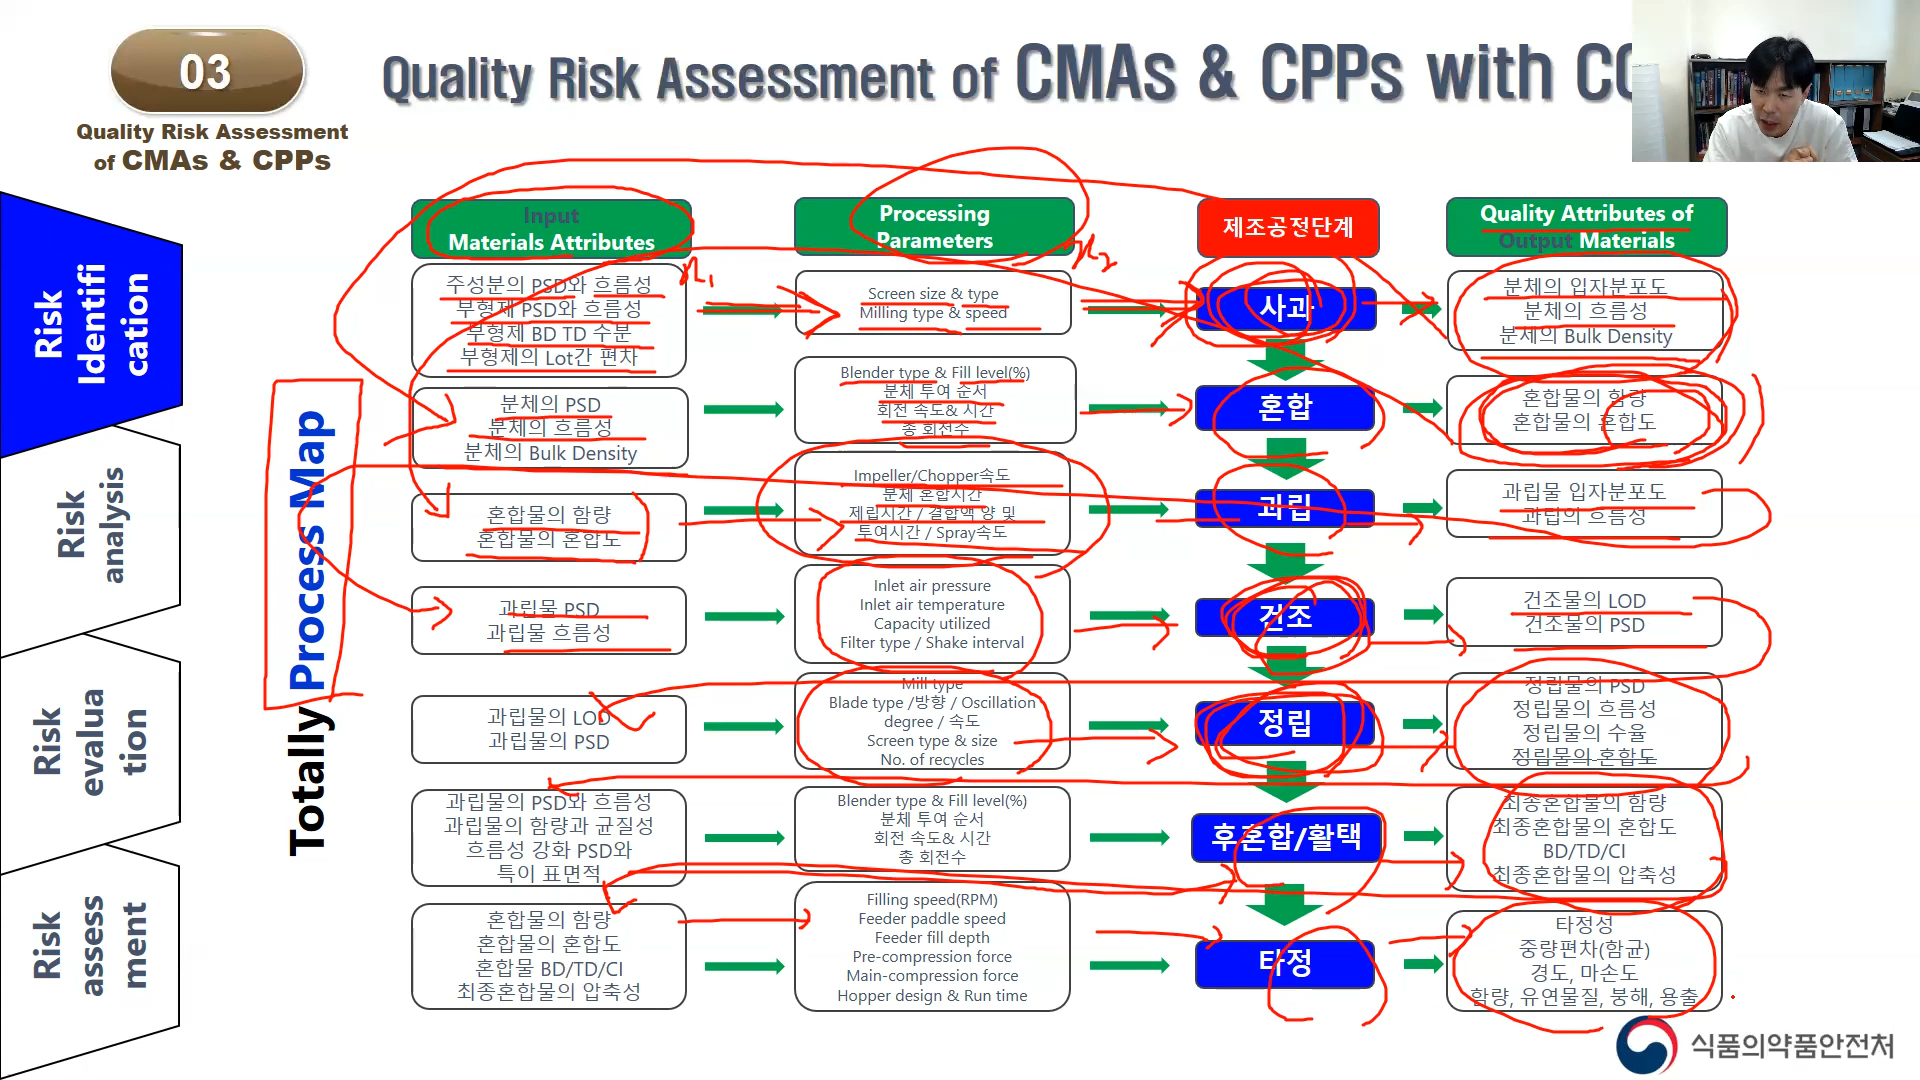 03
Quality Risk Assessment of CMAs & CPPs with
Quality Risk Assessment
of CMAs & CPPs
Risk
Identifi
cation
Risk
analysis
Risk
evalua
tion
Risk
assess
ment
Totally Process Map
Input
Materials Attributes
Processing
Parameters
제조공전단계
Quality Attributes of
Output Materials
주성분의 PSD와 흐름성
부형제 PSD와 흐름성
부형제 BD TD 수분
부형제의 Lot간 편차
Screen size & type
Milling type & speed
사과
분체의 입자분포도
분체의 흐름성
분체의 Bulk Density
분체의 PSD
분체의 흐름성
분체의 Bulk Density
Blender type & Fill level(%)
분체 투여 순서
회전 속도& 시간
총 회전수
혼합
혼합물의 함량
혼합물의 혼합도
혼합물의 함량
혼합물의 혼합도
Impeller/Chopper속도
분체 혼합시간
제립시간 / 결합액 양 및
투여시간 / Spray속도
과립
과립물 입자분포도
과립의 흐름성
과립물 PSD
과립물 흐름성
Inlet air pressure
Inlet air temperature
Capacity utilized
Filter type / Shake interval
건조
건조물의 LOD
건조물의 PSD
과립물의 LOD
과립물의 PSD
Mill type
Blade type /방향 / Oscillation
degree / 속도
Screen type & size
No. of recycles
정립
정립물의 PSD
정립물의 흐름성
정립물의 수율
정립물의 혼합도
과립물의 PSD와 흐름성
과립물의 함량과 균질성
흐름성 강화 PSD와
특이 표면적
Blender type & Fill level(%)
분체 투여 순서
회전 속도& 시간
총 회전수
후혼합/활택
최종혼합물의 함량
최종혼합물의 혼합도
BD/TD/CI
최종혼합물의 압축성
혼합물의 함량
혼합물의 혼합도
혼합물 BD/TD/CI
최종혼합물의 압축성
Filling speed(RPM)
Feeder paddle speed
Feeder fill depth
Pre-compression force
Main-compression force
Hopper design & Run time
타정
타정성
중량편차(함균)
경도, 마손도
함량, 유연물질, 붕해, 용출
식품의약품안전처